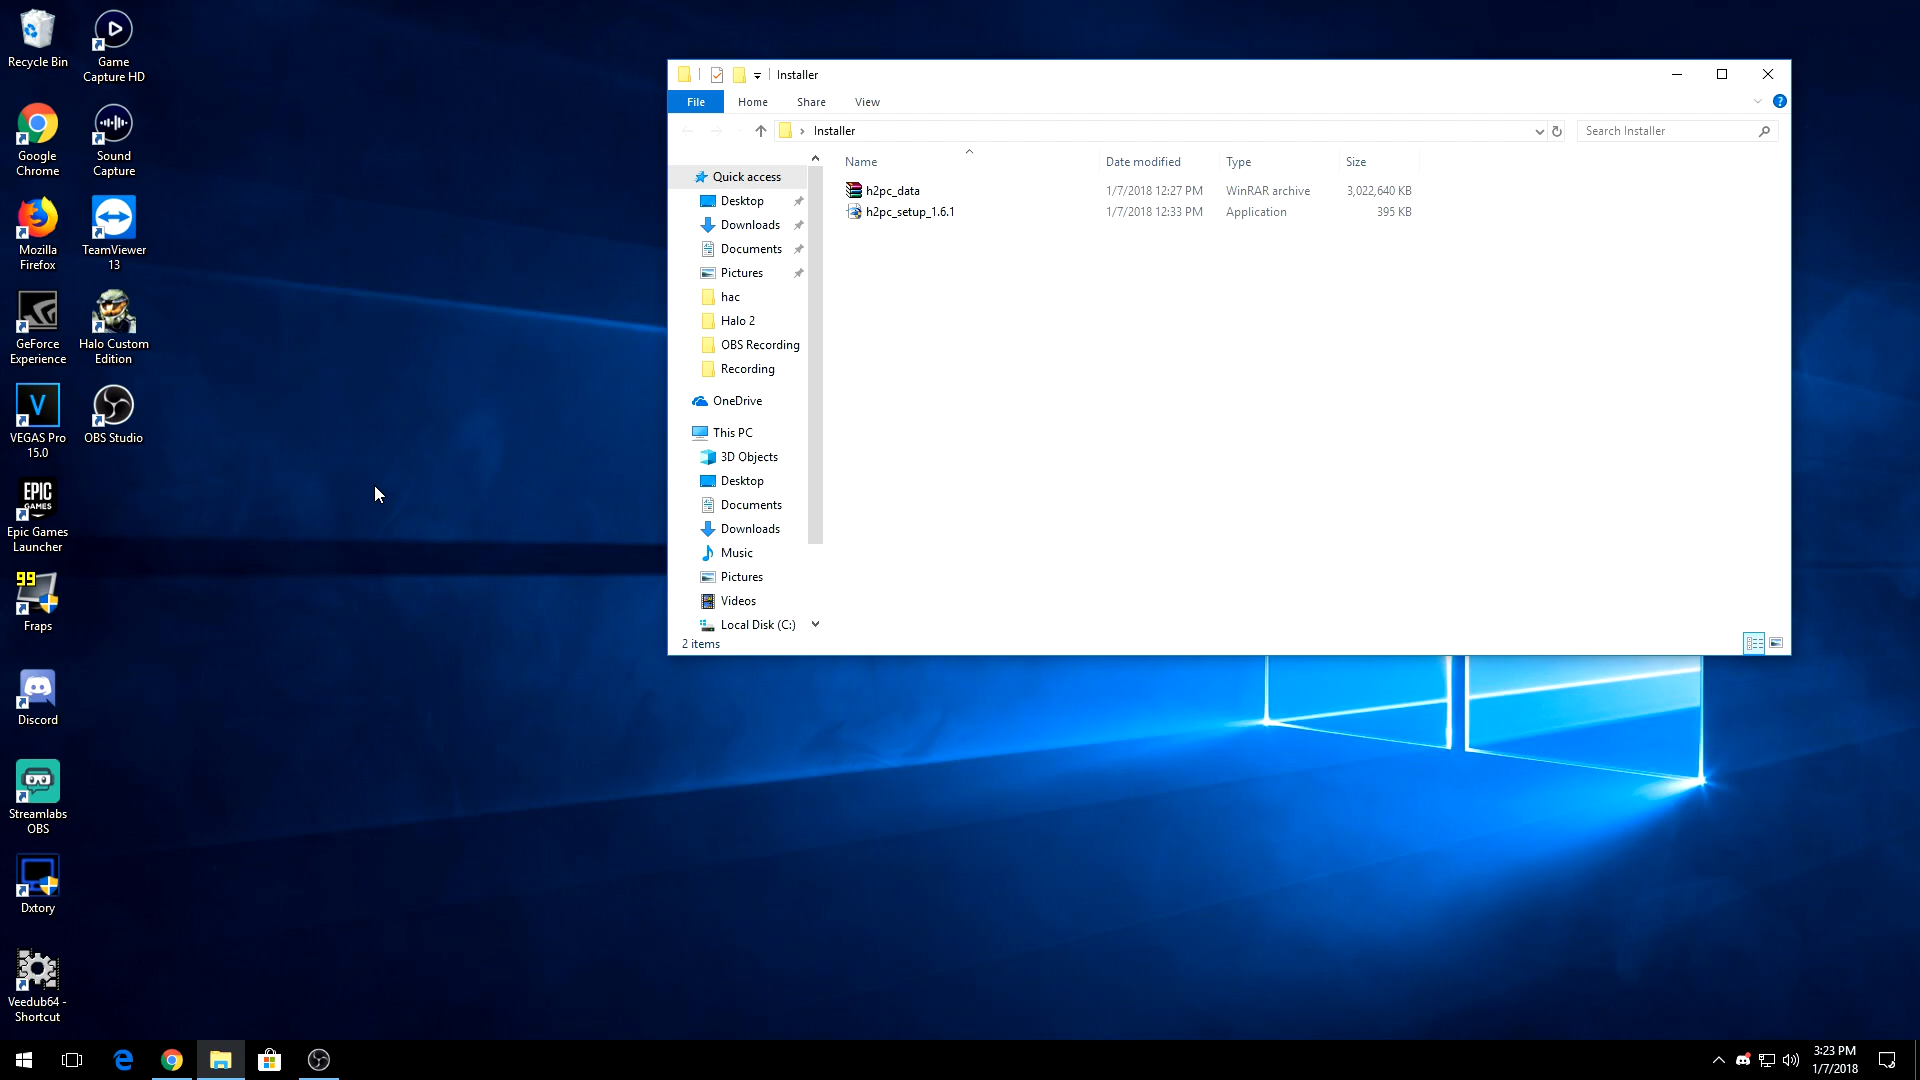 Recycle Bin
Game
Capture HD
Google
Chrome
Sound
Capture
Mozilla
Firefox
TeamViewer
13
GeForce
Experience
Halo Custom
Edition
V
VEGAS Pro
15.0
OBS Studio
EPIC
GAMES
Epic Games
Launcher
99
Fraps
Discord
Streamlabs
OBS
Dxtory
Veedub64 -
Shortcut
Installer
File
Home
Share
View
?
Installer
Search Installer
Name
Date modified
Type
Size
h2pc_data
1/7/2018 12:27 PM
WinRAR archive
3,022,640 KB
h2pc_setup_1.6.1
1/7/2018 12:33 PM
Application
395 KB
Quick access
Desktop
Downloads
Documents
Pictures
hac
Halo 2
OBS Recording
Recording
OneDrive
This PC
3D Objects
Desktop
Documents
Downloads
Music
Pictures
Videos
Local Disk (C:)
2 items
3:23 PM
1/7/2018